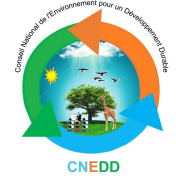 Conseil National de l'Environnement pour un Développement Durable
CNEDD